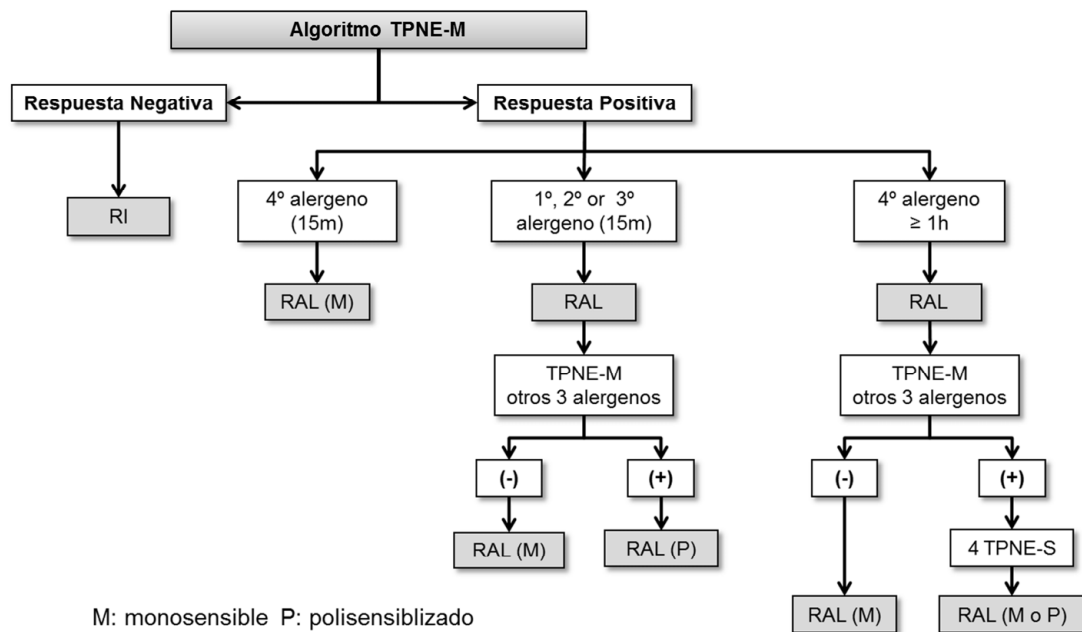 Algoritmo TPNE-M
Respuesta Negativa
Respuesta Positiva
RI
4º alergeno
(15m)
1º, 2º or 3º
alergeno (15m)
4º alergeno
≥ 1h
RAL (M)
RAL
RAL
TPNE-M
otros 3 alergenos
TPNE-M
otros 3 alergenos
(-)
(+)
(-)
(+)
RAL (M)
RAL (P)
4 TPNE-S
RAL (M)
RAL (M o P)
M: monosensible P: polisensiblizado